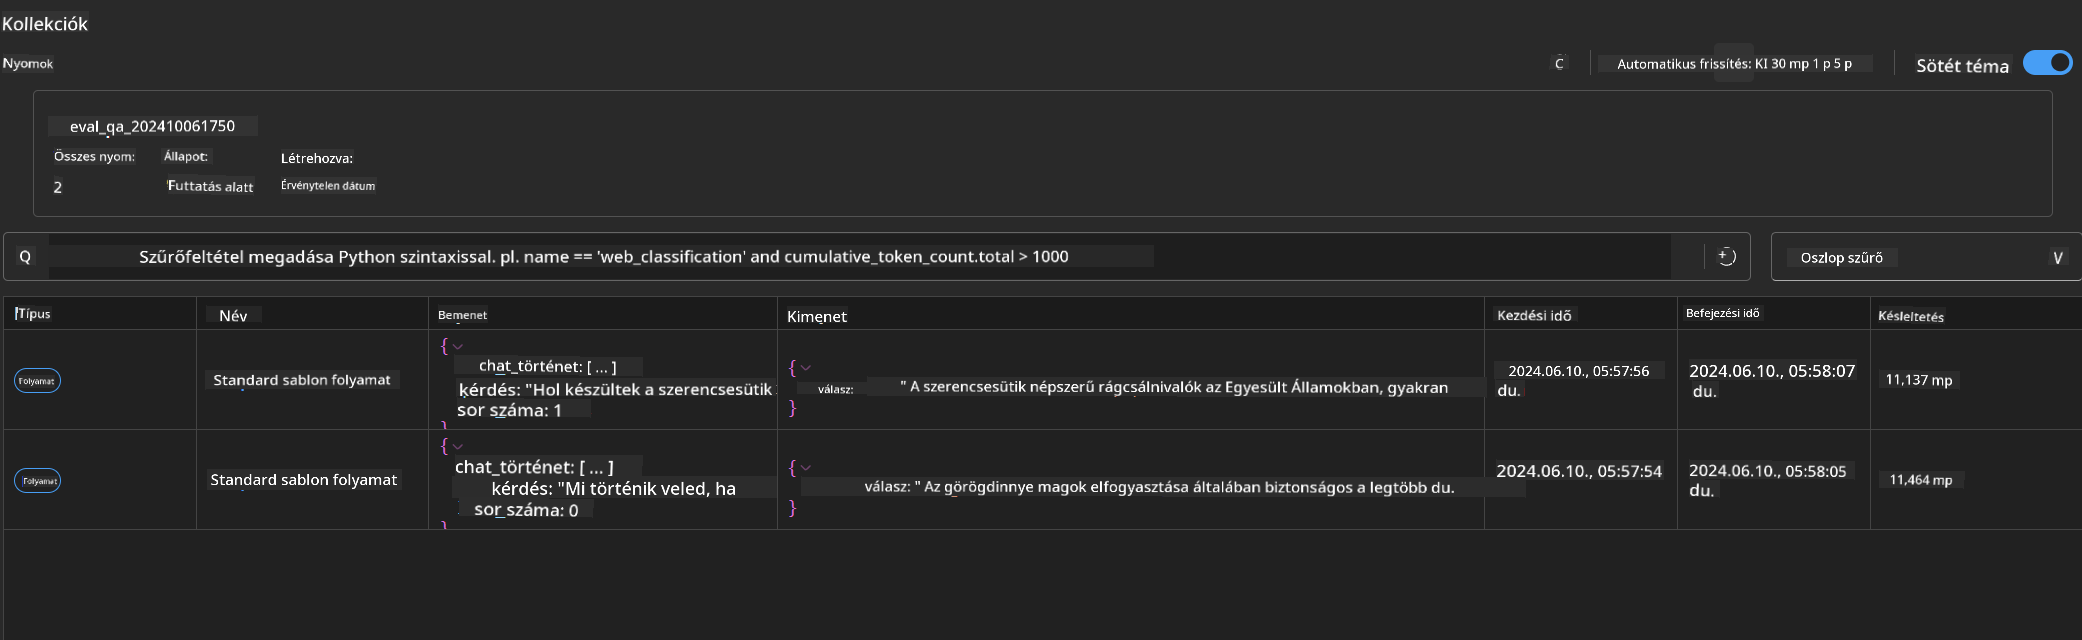 Kollekciók
Nyomok
C
Automatikus frissítés: KI 30 mp 1 p 5 p
Sötét téma
eval_qa_202410061750
Összes nyom: Állapot: Létrehozva:
2 'Futtatás alatt Érvénytelen dátum
Q Szűrőfeltétel megadása Python szintaxissal. pl. name == 'web_classification' and cumulative_token_count.total > 1000
Oszlop szűrő V
Típus Név Bemenet Kimenet Kezdési idő Befejezési idő Késleltetés
Folyamat
Standard sablon folyamat
{
chat_történet: [ ... ]
kérdés: "Hol készültek a szerencsesütik
sor száma: 1
}
{
válasz: " A szerencsesütik népszerű rágcsálnivalók az Egyesült Államokban, gyakran
}
2024.06.10., 05:57:56
du.
2024.06.10., 05:58:07
du.
11,137 mp
Folyamat
Standard sablon folyamat
{
chat_történet: [ ... ]
kérdés: "Mi történik veled, ha
sor_száma: 0
}
{
válasz: " Az görögdinnye magok elfogyasztása általában biztonságos a legtöbb du.
}
2024.06.10., 05:57:54
2024.06.10., 05:58:05
du.
11,464 mp